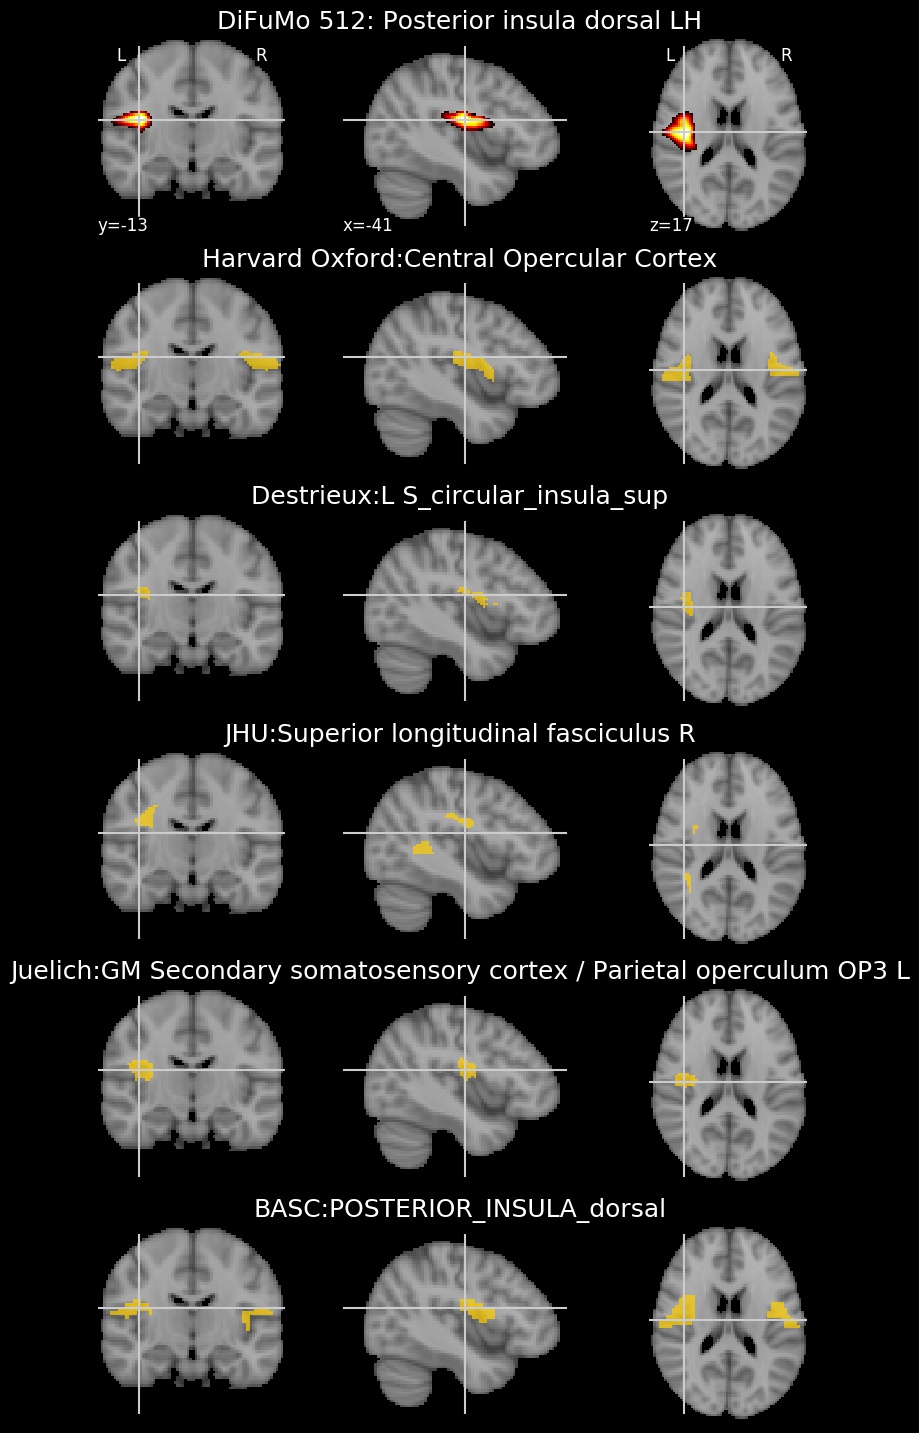 DiFuMo 512: Posterior insula dorsal LH
L R L R
y=-13 x=-41 z=17
Harvard Oxford:Central Opercular Cortex
Destrieux:L S_circular_insula_sup
JHU:Superior longitudinal fasciculus R
Juelich:GM Secondary somatosensory cortex / Parietal operculum OP3 L
BASC:POSTERIOR_INSULA_dorsal